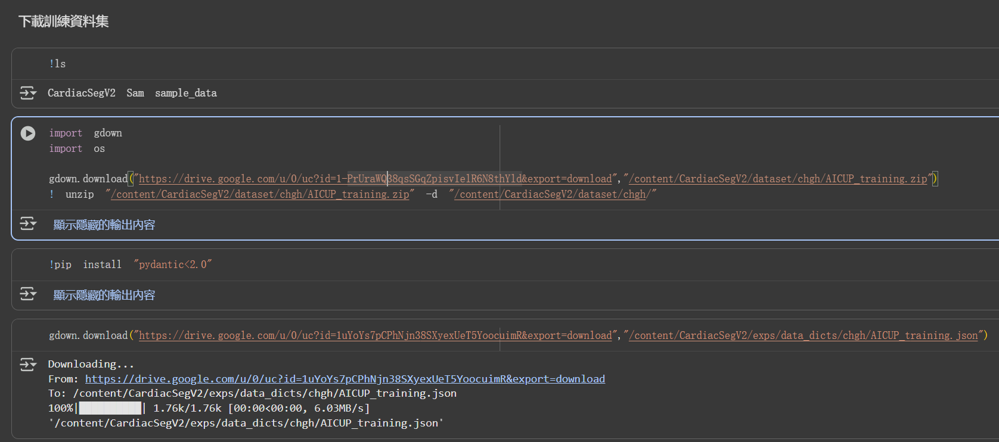 下載訓練資料集
!ls
CardiacSegV2 Sam sample_data
import gdown
import os
gdown.download("https://drive.google.com/u/0/uc?id=1-PrUraWQ38qsSGqZpisvIelR6N8thYld&export=download","/content/CardiacSegV2/dataset/chgh/AICUP_training.zip")
! unzip "/content/CardiacSegV2/dataset/chgh/AICUP_training.zip" -d "/content/CardiacSegV2/dataset/chgh/"
顯示隱藏的輸出內容
!pip install "pydantic<2.0"
顯示隱藏的輸出內容
gdown.download("https://drive.google.com/u/0/uc?id=1uYoYs7pCPhNjn38SXyexUeT5YoocuimR&export=download","/content/CardiacSegV2/exps/data_dicts/chgh/AICUP_training.json")
Downloading...
From: https://drive.google.com/u/0/uc?id=1uYoYs7pCPhNjn38SXyexUeT5YoocuimR&export=download
To: /content/CardiacSegV2/exps/data_dicts/chgh/AICUP_training.json
100%|██████████| 1.76k/1.76k [00:00<00:00, 6.03MB/s]
'/content/CardiacSegV2/exps/data_dicts/chgh/AICUP_training.json'